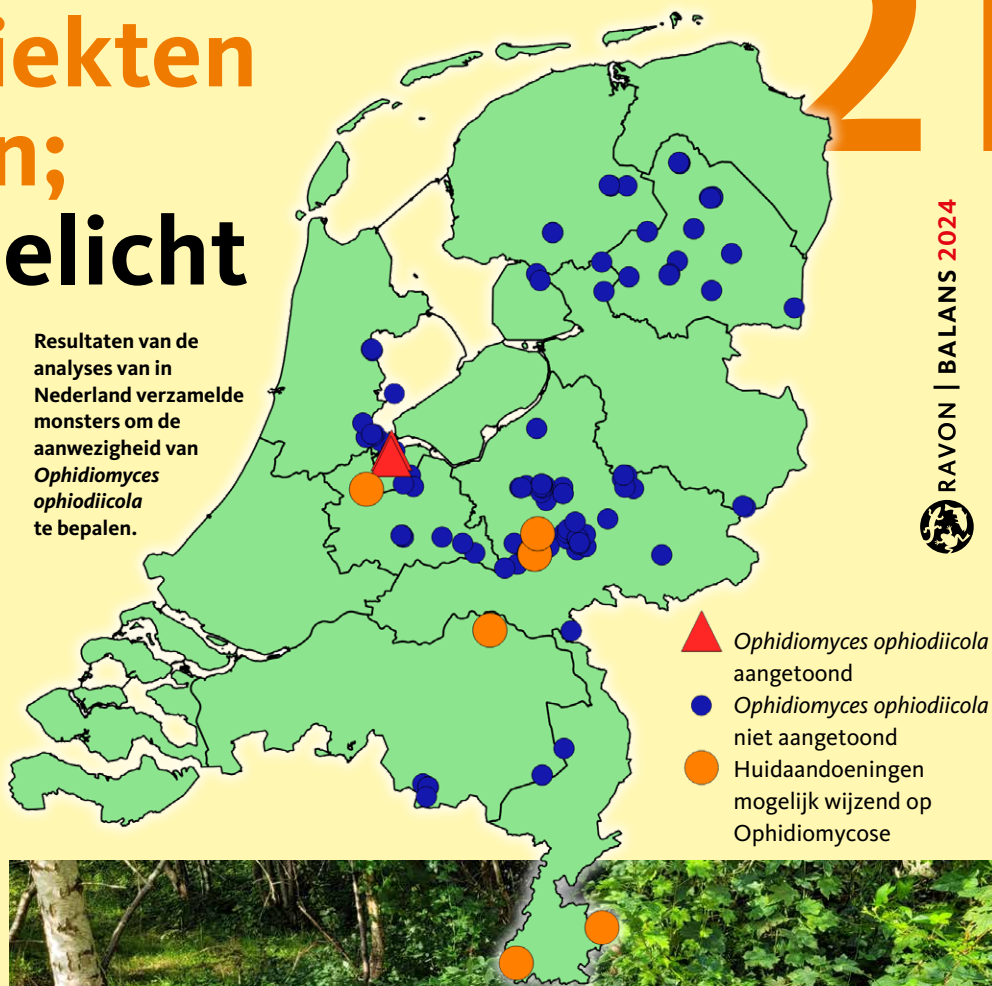 iekten
n;
elicht
21
Resultaten van de
analyses van in
Nederland verzamelde
monsters om de
aanwezigheid van
Ophidiomyces
ophiodiicola
te bepalen.
RAVON | BALANS 2024
Ophidiomyces ophiodiicola
aangetoond
Ophidiomyces ophiodiicola
niet aangetoond
Huidaandoeningen
mogelijk wijzend op
Ophidiomycose